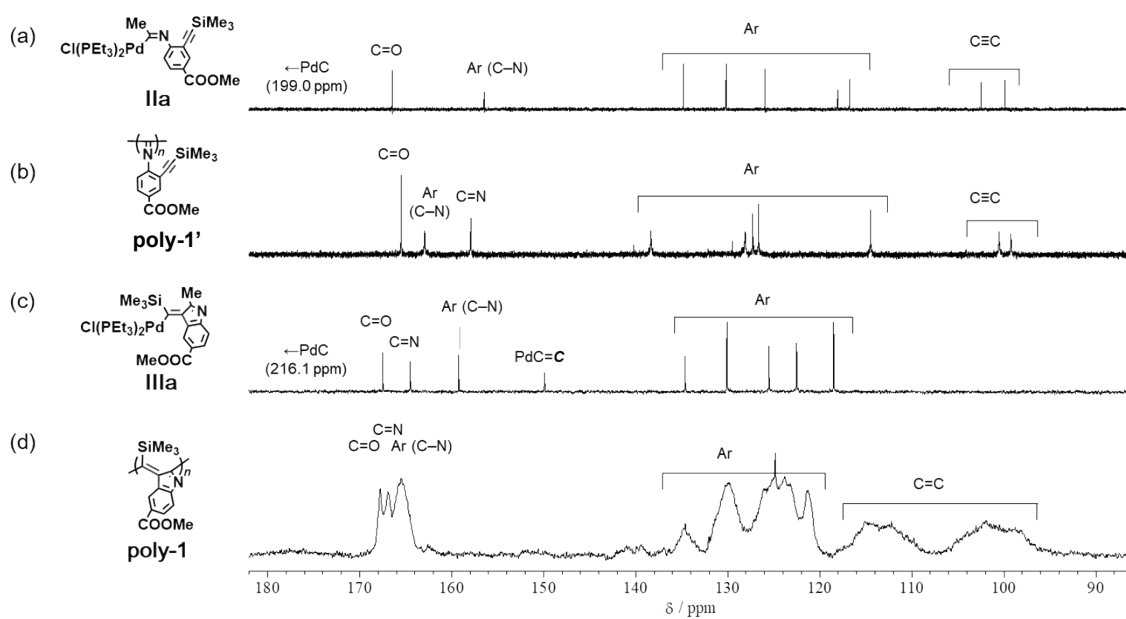 (a)
Me
SiMe₃
Cl(PEt₃)₂Pd
N
COOMe
IIa
←PdC
(199.0 ppm)
C=O
Ar (C–N)
Ar
C≡C
(b)
n
N
SiMe₃
COOMe
poly-1’
C=O
Ar
(C–N)
C=N
Ar
C≡C
(c)
Me₃Si
Me
N
Cl(PEt₃)₂Pd
MeOOC
IIIa
←PdC
(216.1 ppm)
C=O
C=N
Ar (C–N)
PdC=C
Ar
(d)
SiMe₃
n
N
COOMe
poly-1
C=N
C=O Ar (C–N)
Ar
C=C
180 170 160 150 140 130 120 110 100 90
δ / ppm